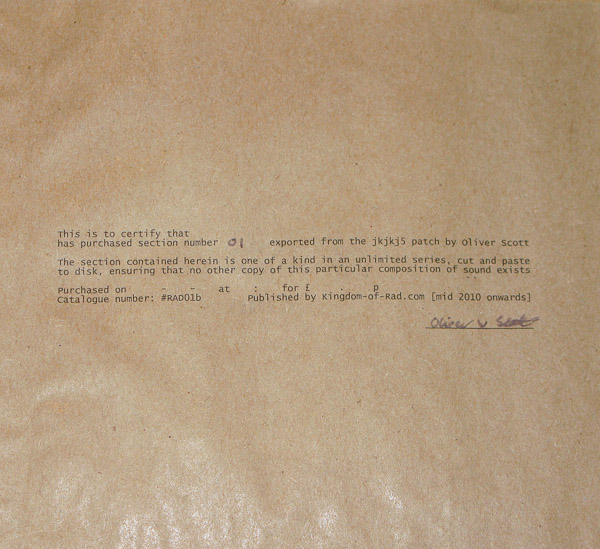 This is to certify that
has purchased section number 01 exported from the jkjkj5 patch by Oliver Scott
The section contained herein is one of a kind in an unlimited series, cut and paste
to disk, ensuring that no other copy of this particular composition of sound exists
Purchased on - - at : for £ . p
Catalogue number: #RAD01b Published by Kingdom-of-Rad.com [mid 2010 onwards]
Oliver Scott